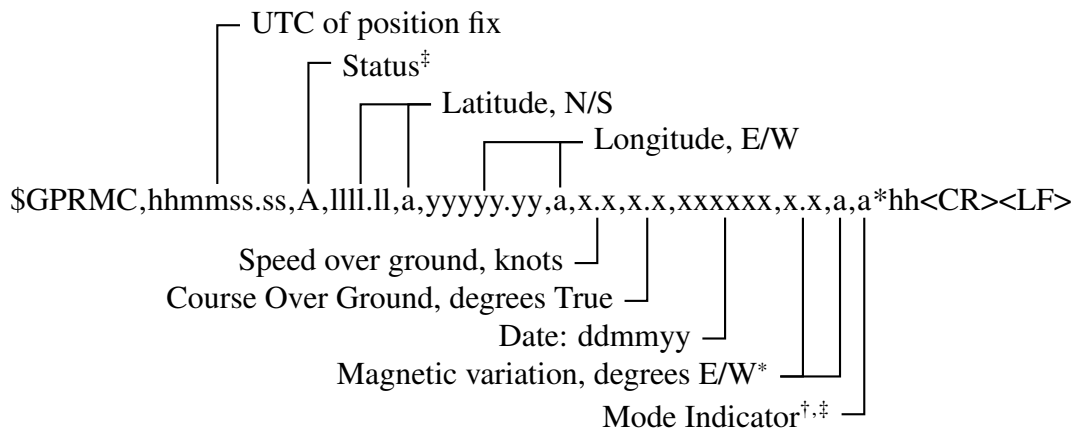 UTC of position fix
Status‡
Latitude, N/S
Longitude, E/W
$GPRMC,hhmmss.ss,A,llll.ll,a,yyyyy.yy,a,x.x,x.x,xxxxxx,x.x,a,a*hh<CR><LF>
Speed over ground, knots
Course Over Ground, degrees True
Date: ddmmyy
Magnetic variation, degrees E/W*
Mode Indicator†,‡